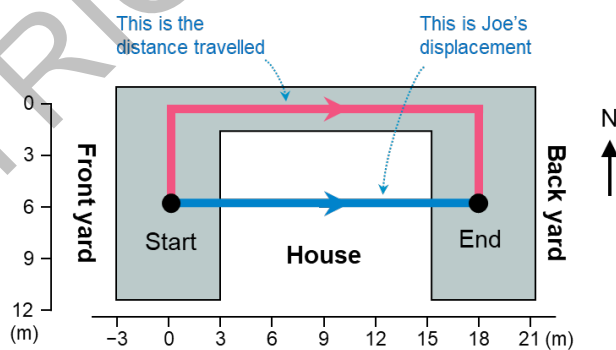 This is the
distance travelled
This is Joe's
displacement
N
0
3
6
9
12
(m)
Front yard
Start
House
End
Back yard
−3 0 3 6 9 12 15 18 21 (m)